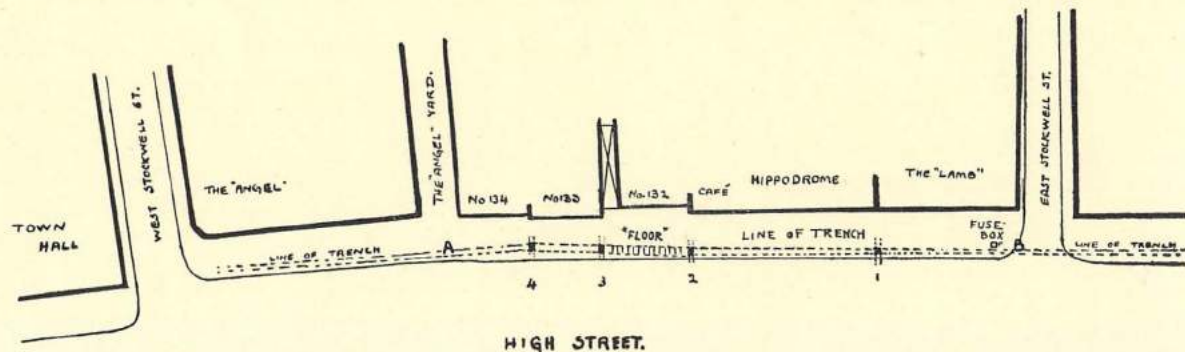 TOWN
HALL
WEST STOCKWELL ST.
THE "ANGEL"
THE "ANGEL" YARD.
No 134
No 133
No. 132
CAFÉ
HIPPODROME
THE "LAMB"
EAST STOCKWELL ST.
LINE OF TRENCH
A
"FLOOR"
LINE OF TRENCH
FUSE-
BOX
B
LINE OF TRENCH
4
3
2
1
HIGH STREET.